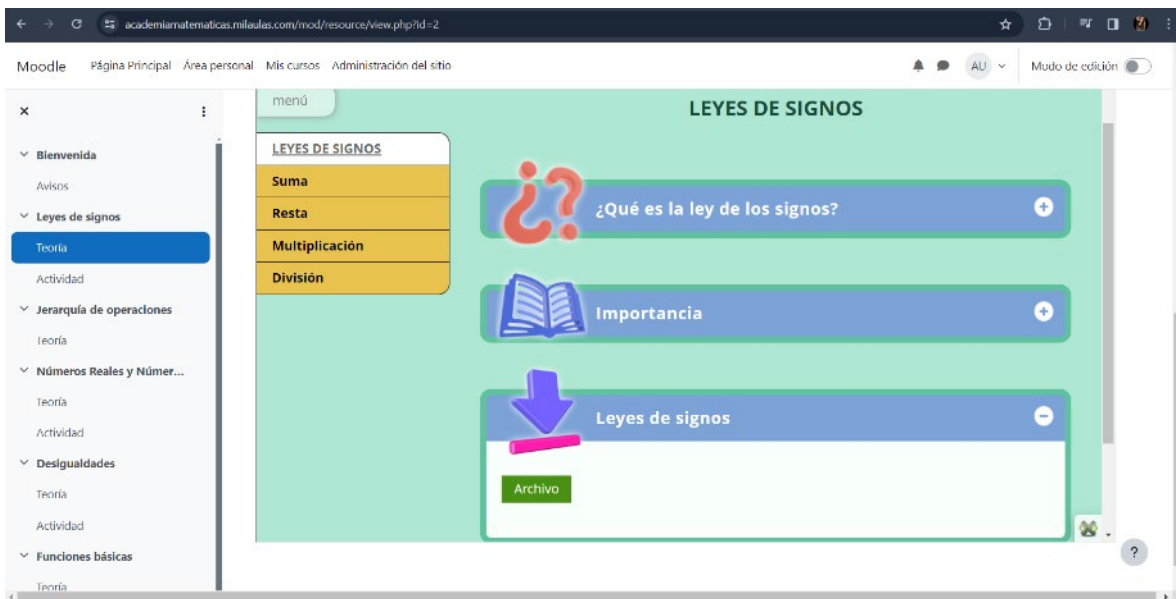 academiamatematicas.milaulas.com/mod/resource/view.php?id=2
Moodle Página Principal Área personal Mis cursos Administración del sitio AU Modo de edición
Bienvenida
Avisos
Leyes de signos
Teoría
Actividad
Jerarquía de operaciones
Teoría
Números Reales y Númer...
Teoría
Actividad
Desigualdades
Teoría
Actividad
Funciones básicas
Teoría
menú
LEYES DE SIGNOS
Suma
Resta
Multiplicación
División
LEYES DE SIGNOS
¿Qué es la ley de los signos?
Importancia
Leyes de signos
Archivo
?